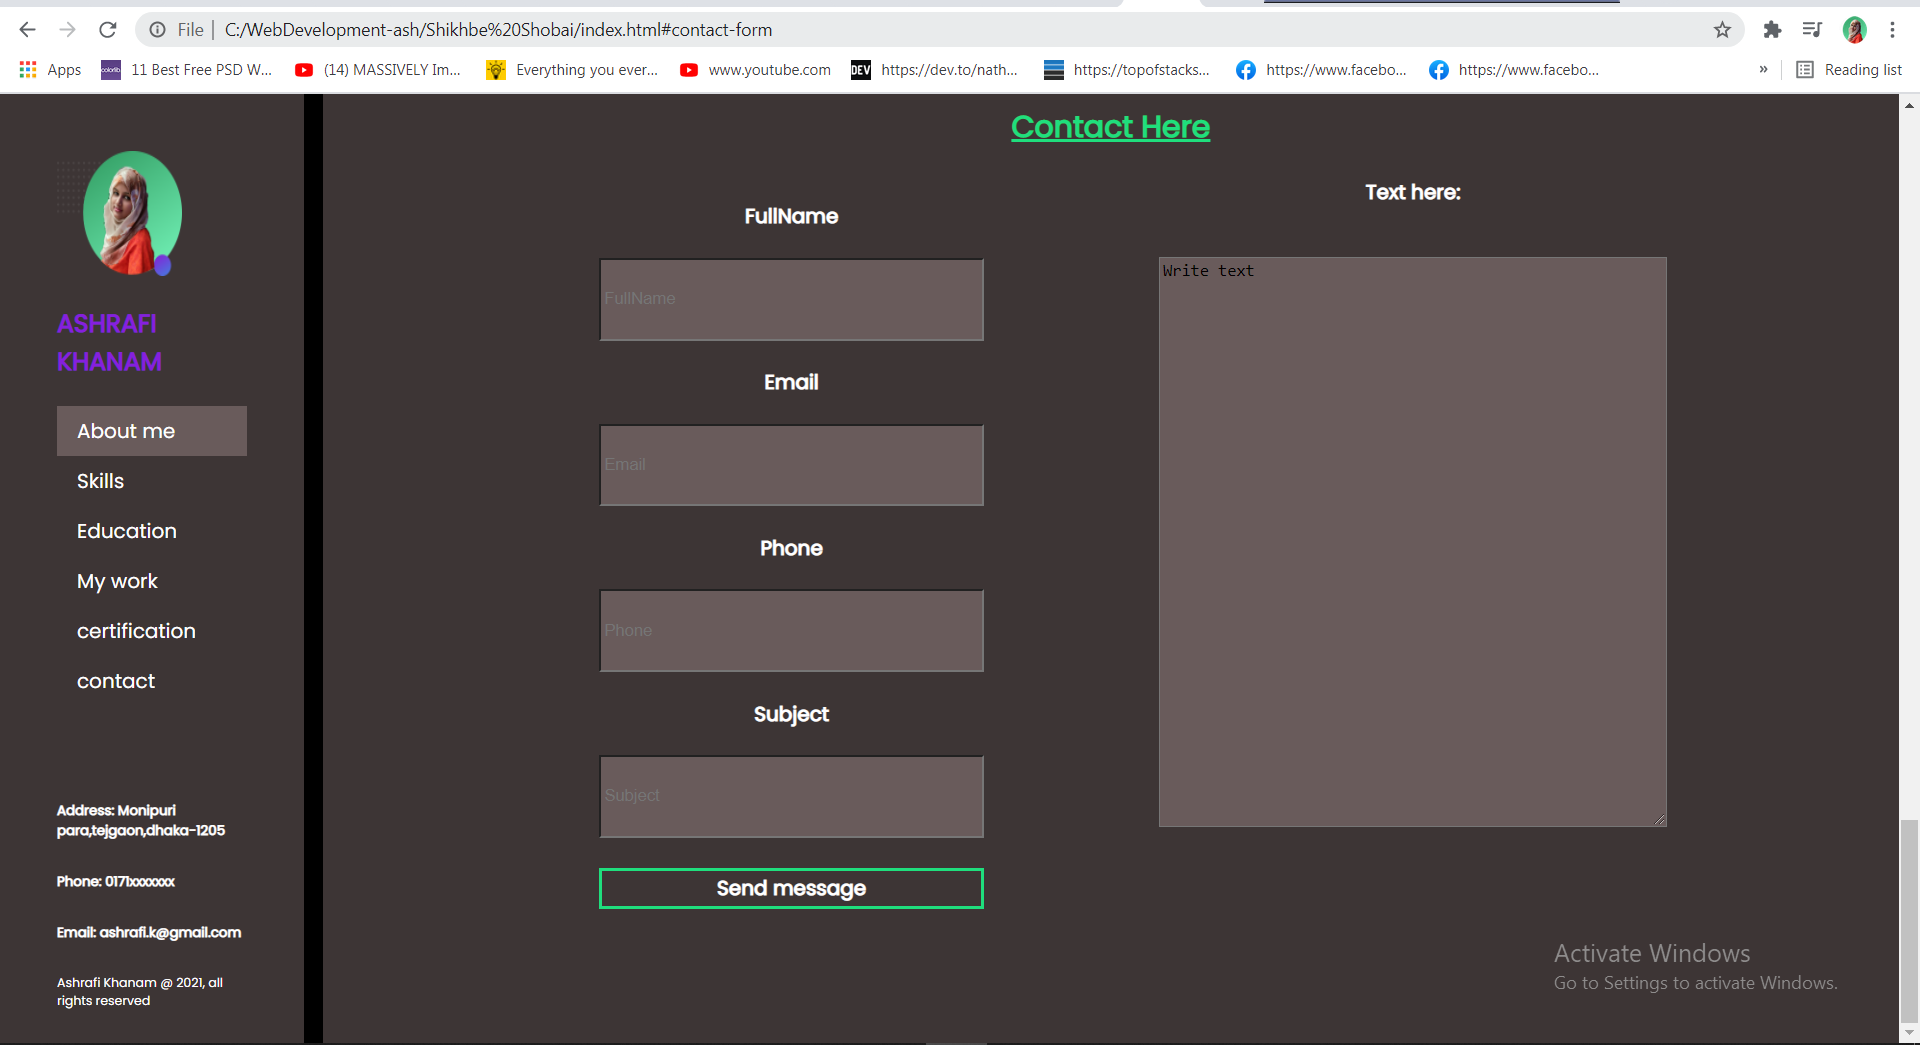 File | C:/WebDevelopment-ash/Shikhbe%20Shobai/index.html#contact-form
Apps
colorlib
11 Best Free PSD W...
(14) MASSIVELY Im...
Everything you ever...
www.youtube.com
DEV
https://dev.to/nath...
https://topofstacks...
https://www.facebo...
https://www.facebo...
»
Reading list
ASHRAFI
KHANAM
About me
Skills
Education
My work
certification
contact
Address: Monipuri
para,tejgaon,dhaka-1205
Phone: 0171xxxxxxx
Email: ashrafi.k@gmail.com
Ashrafi Khanam @ 2021, all
rights reserved
Contact Here
FullName
FullName
Email
Email
Phone
Phone
Subject
Subject
Send message
Text here:
Write text
Activate Windows
Go to Settings to activate Windows.